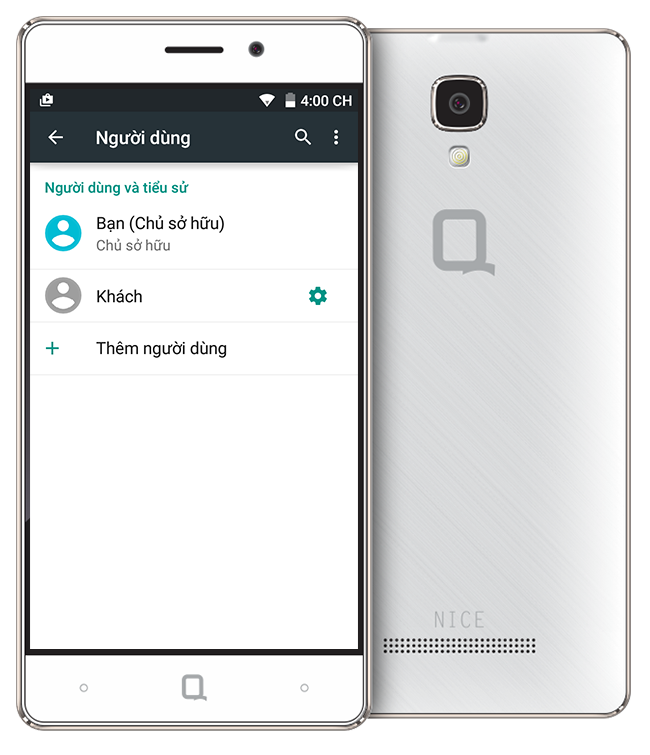 4:00 CH
Người dùng
Người dùng và tiểu sử
Bạn (Chủ sở hữu)
Chủ sở hữu
Khách
Thêm người dùng
Q
NICE
Q